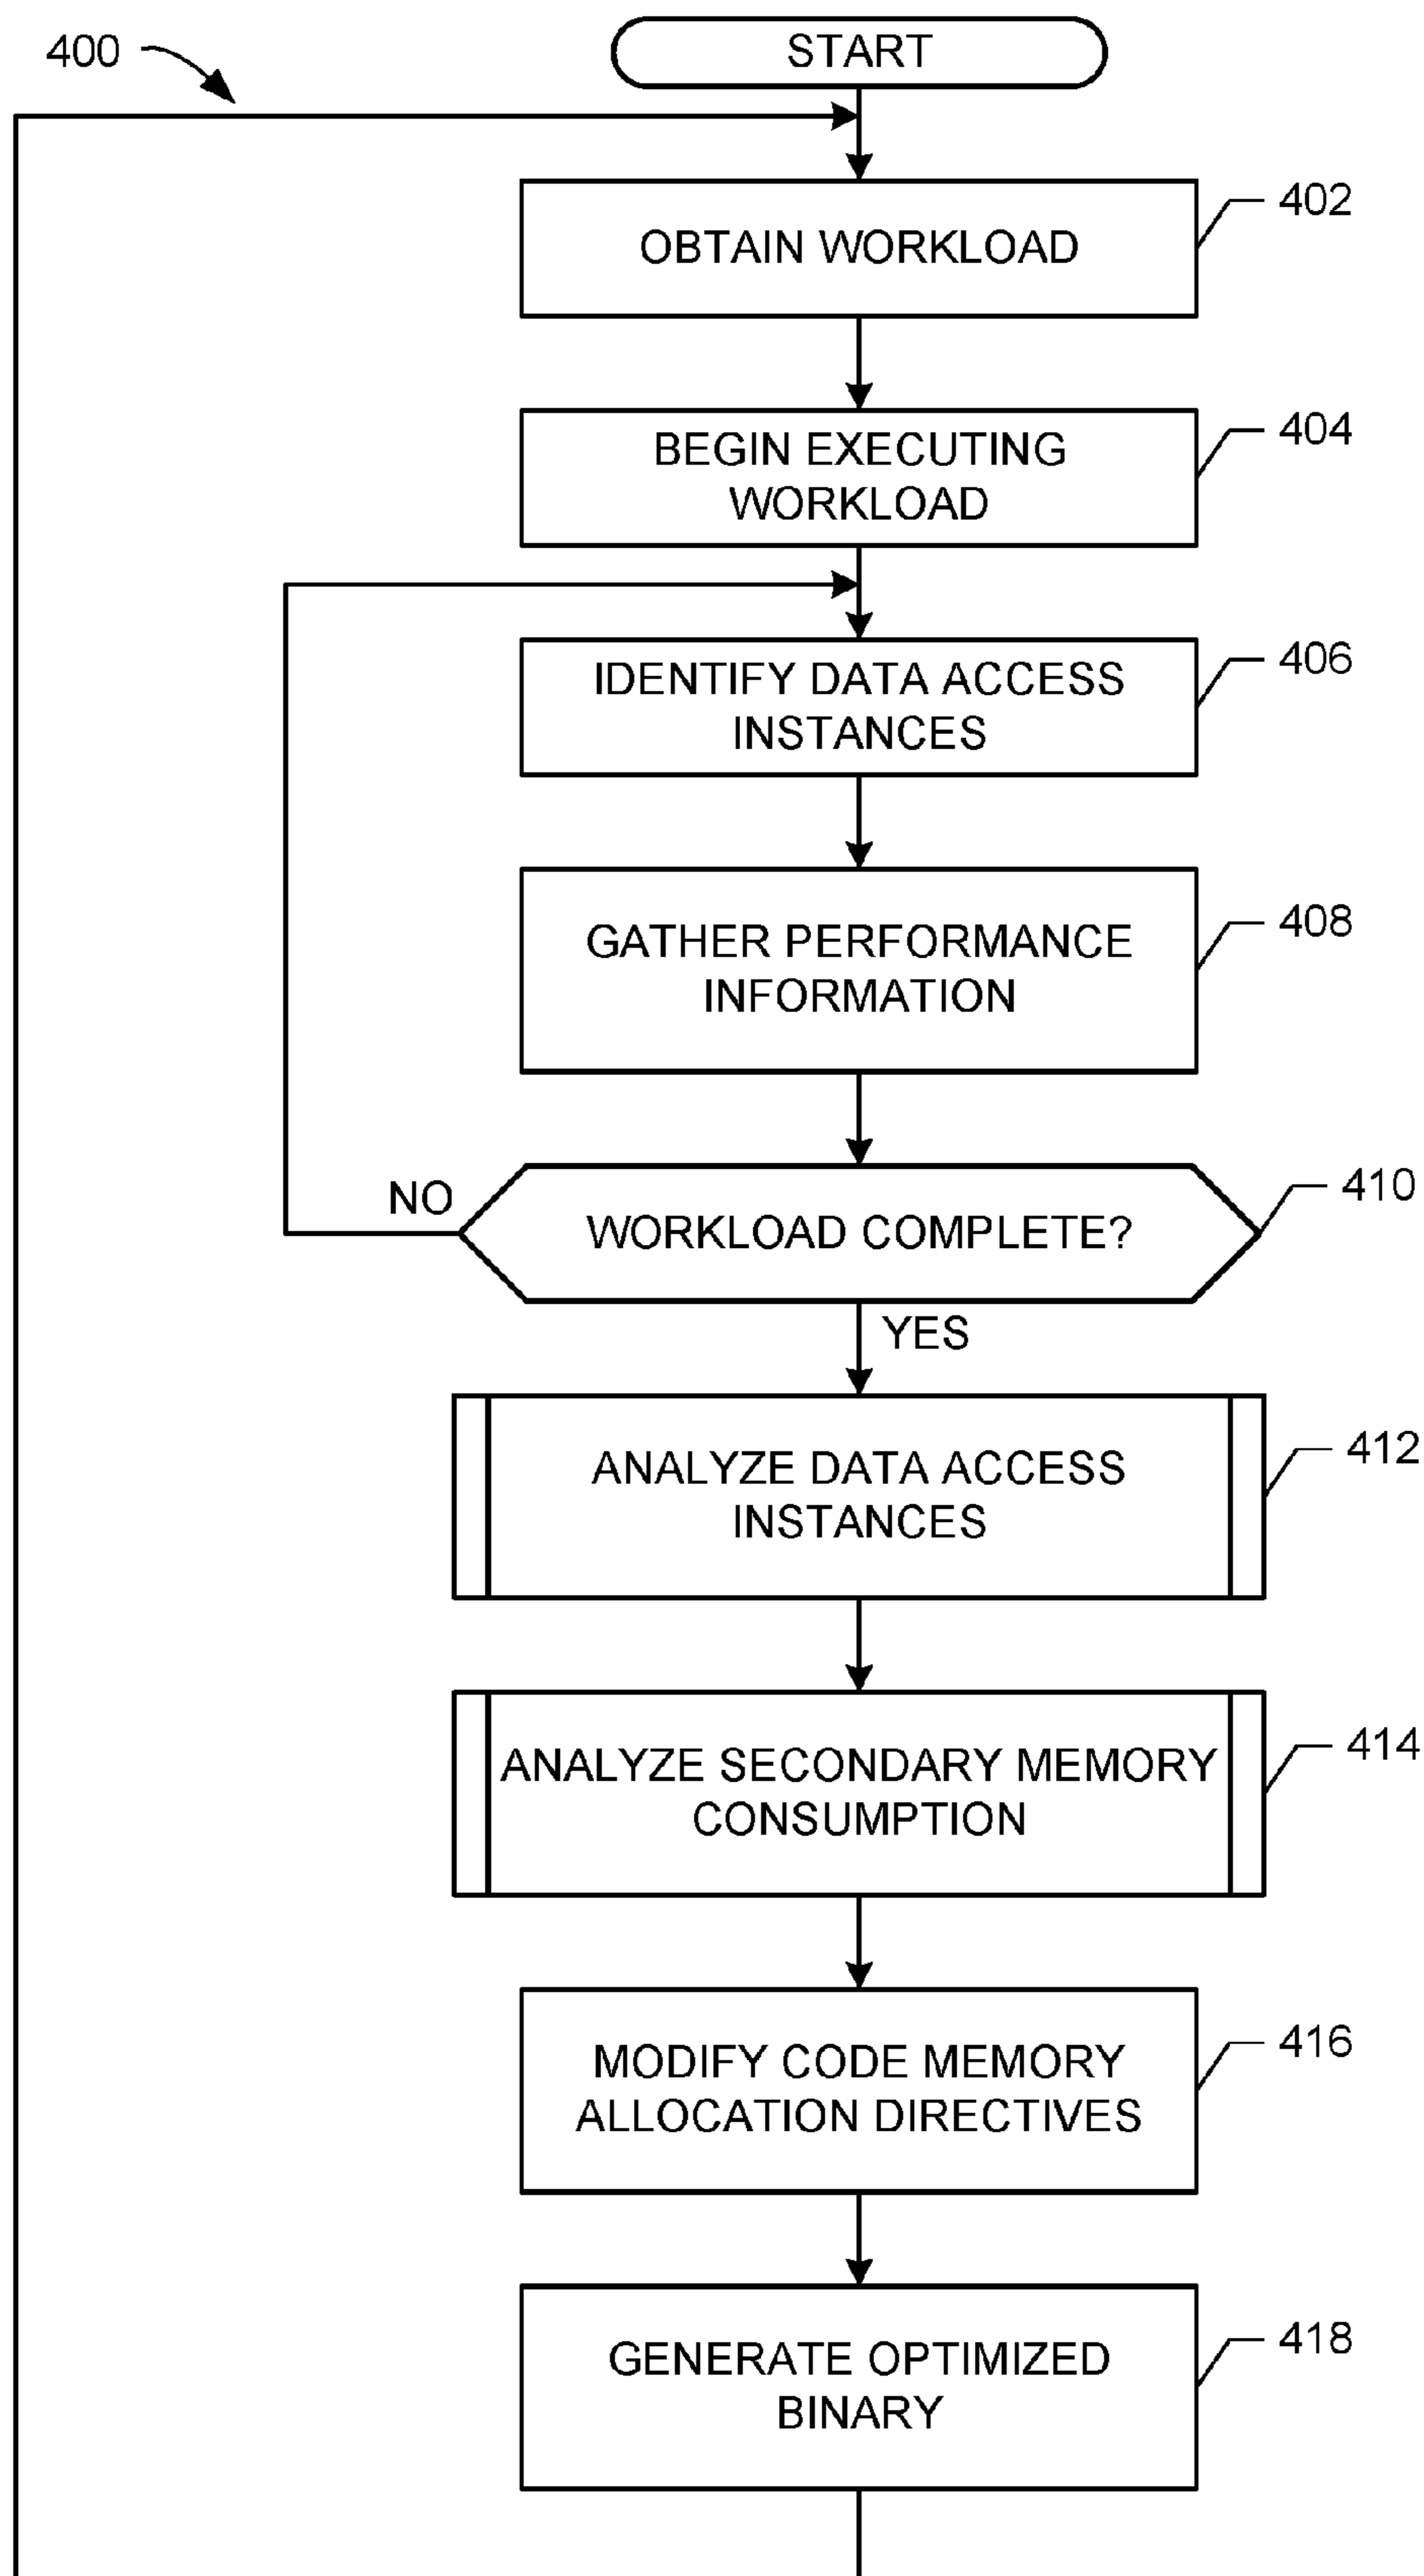 400
START
OBTAIN WORKLOAD
402
BEGIN EXECUTING
WORKLOAD
404
IDENTIFY DATA ACCESS
INSTANCES
406
GATHER PERFORMANCE
INFORMATION
408
NO
WORKLOAD COMPLETE?
410
YES
ANALYZE DATA ACCESS
INSTANCES
412
ANALYZE SECONDARY MEMORY
CONSUMPTION
414
MODIFY CODE MEMORY
ALLOCATION DIRECTIVES
416
GENERATE OPTIMIZED
BINARY
418